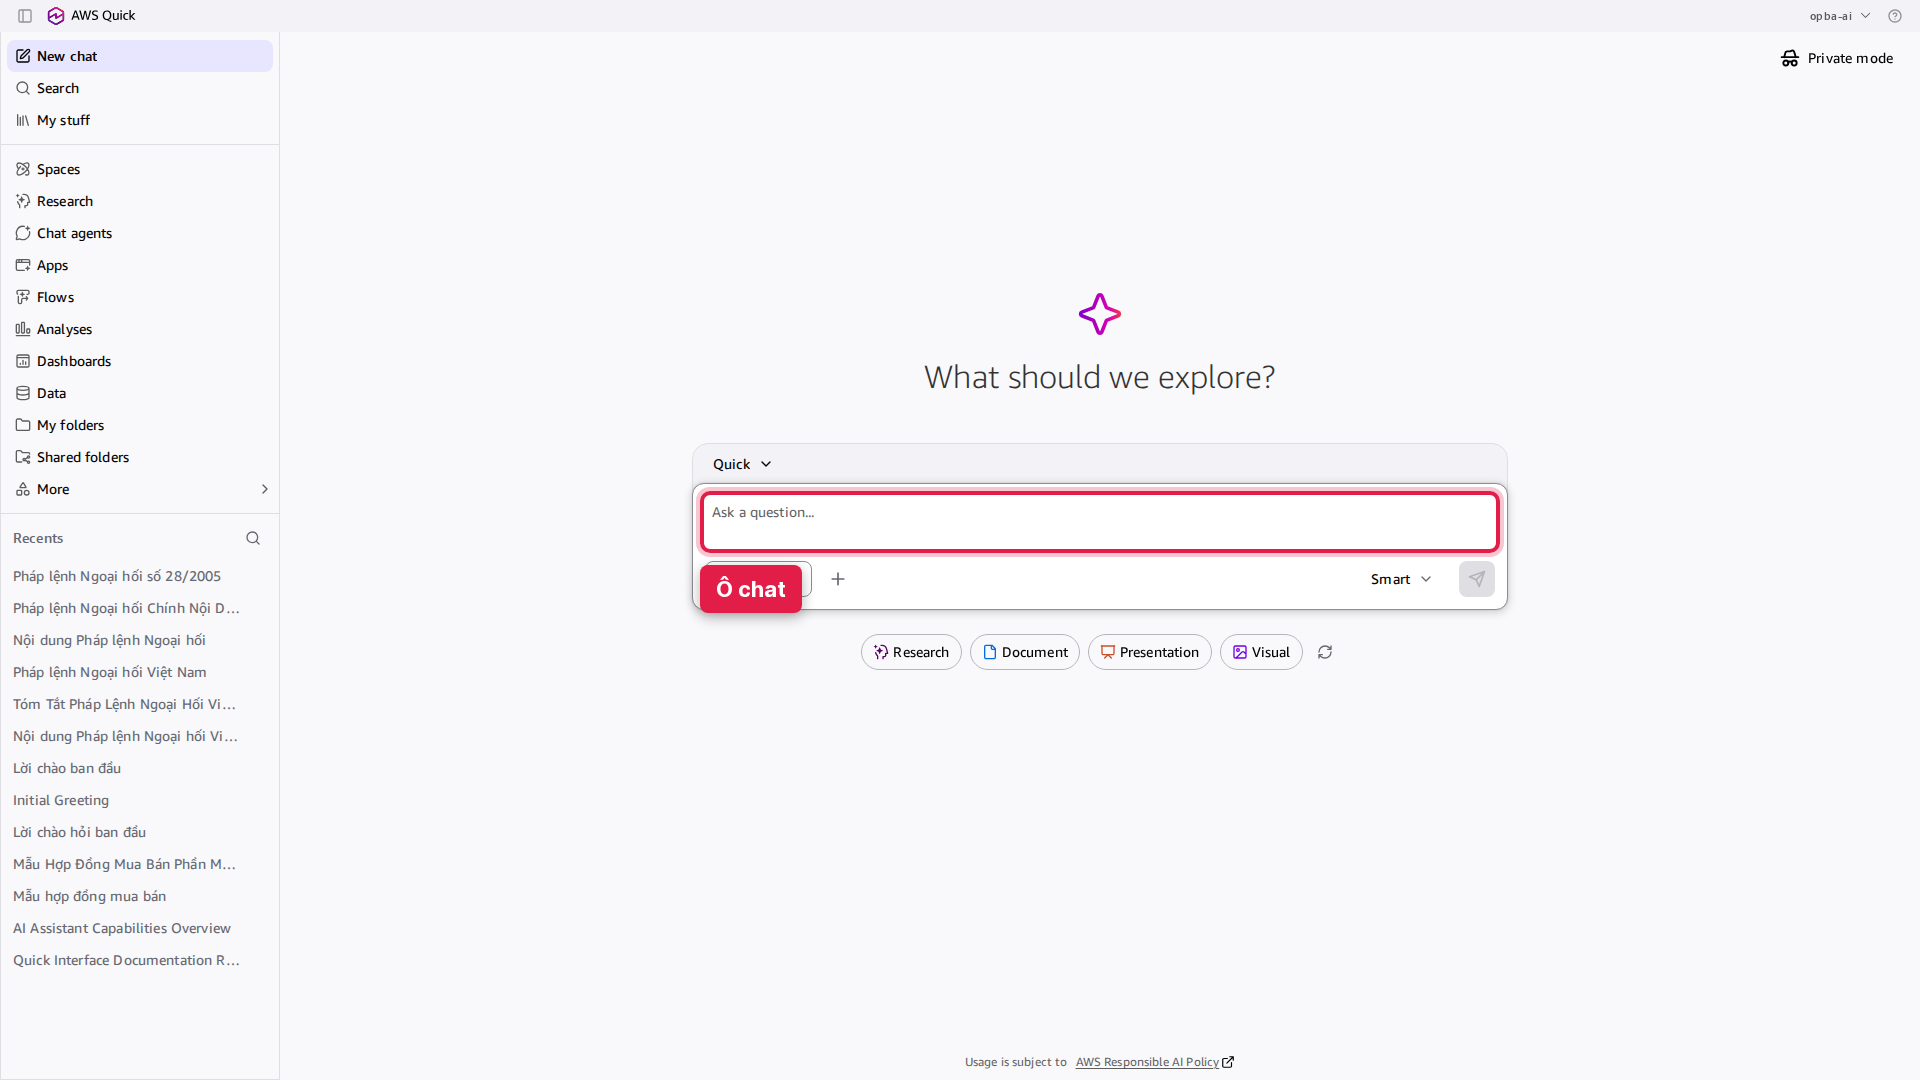 AWS Quick
opba-ai
New chat
Private mode
Search
My stuff
Spaces
Research
Chat agents
Apps
Flows
Analyses
Dashboards
Data
My folders
Shared folders
More
Recents
Pháp lệnh Ngoại hối số 28/2005
Pháp lệnh Ngoại hối Chính Nội D...
Nội dung Pháp lệnh Ngoại hối
Pháp lệnh Ngoại hối Việt Nam
Tóm Tắt Pháp Lệnh Ngoại Hối Vi...
Nội dung Pháp lệnh Ngoại hối Vi...
Lời chào ban đầu
Initial Greeting
Lời chào hỏi ban đầu
Mẫu Hợp Đồng Mua Bán Phần M...
Mẫu hợp đồng mua bán
AI Assistant Capabilities Overview
Quick Interface Documentation R...
What should we explore?
Quick
Ask a question...
Ô chat
Smart
Research
Document
Presentation
Visual
Usage is subject to AWS Responsible AI Policy